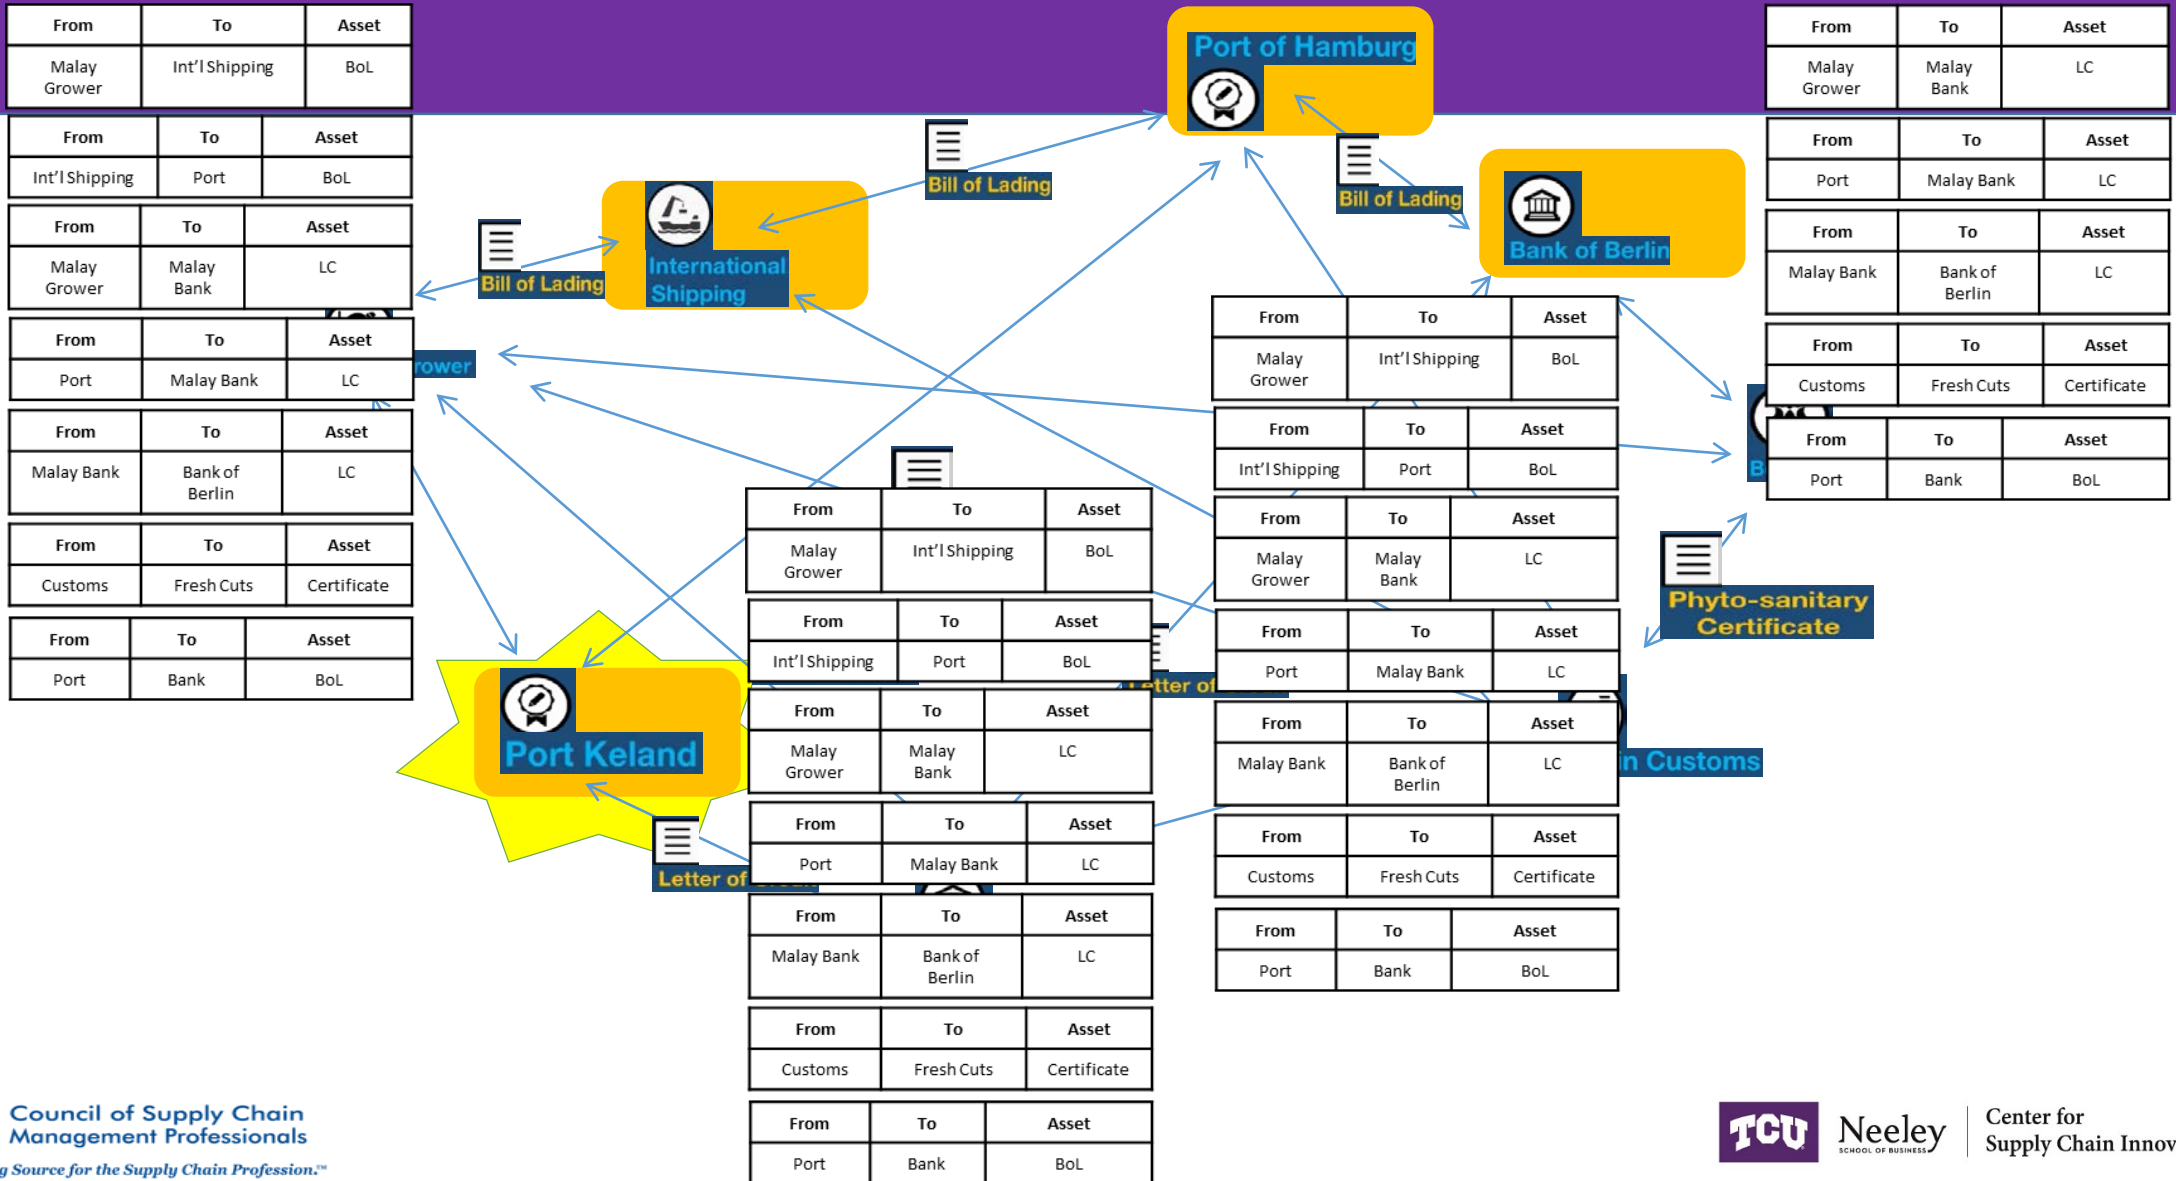 From To Asset
Malay Grower Int'l Shipping BoL
From To Asset
Int'l Shipping Port BoL
From To Asset
Malay Grower Malay Bank LC
From To Asset
Port Malay Bank LC
From To Asset
Malay Bank Bank of Berlin LC
From To Asset
Customs Fresh Cuts Certificate
From To Asset
Port Bank BoL
Port of Hamburg
Bill of Lading
Bill of Lading
Bill of Lading
International
Shipping
Bank of Berlin
rower
Port Keland
Letter of
etter of
Phyto-sanitary
Certificate
n Customs
From To Asset
Malay Grower Int'l Shipping BoL
From To Asset
Int'l Shipping Port BoL
From To Asset
Malay Grower Malay Bank LC
From To Asset
Port Malay Bank LC
From To Asset
Malay Bank Bank of Berlin LC
From To Asset
Customs Fresh Cuts Certificate
From To Asset
Port Bank BoL
From To Asset
Malay Grower Int'l Shipping BoL
From To Asset
Int'l Shipping Port BoL
From To Asset
Malay Grower Malay Bank LC
From To Asset
Port Malay Bank LC
From To Asset
Malay Bank Bank of Berlin LC
From To Asset
Customs Fresh Cuts Certificate
From To Asset
Port Bank BoL
From To Asset
Malay Grower Malay Bank LC
From To Asset
Port Malay Bank LC
From To Asset
Malay Bank Bank of Berlin LC
From To Asset
Customs Fresh Cuts Certificate
From To Asset
Port Bank BoL
B
Council of Supply Chain
Management Professionals
g Source for the Supply Chain Profession.™
TCU Neeley
SCHOOL OF BUSINESS
Center for
Supply Chain Innov